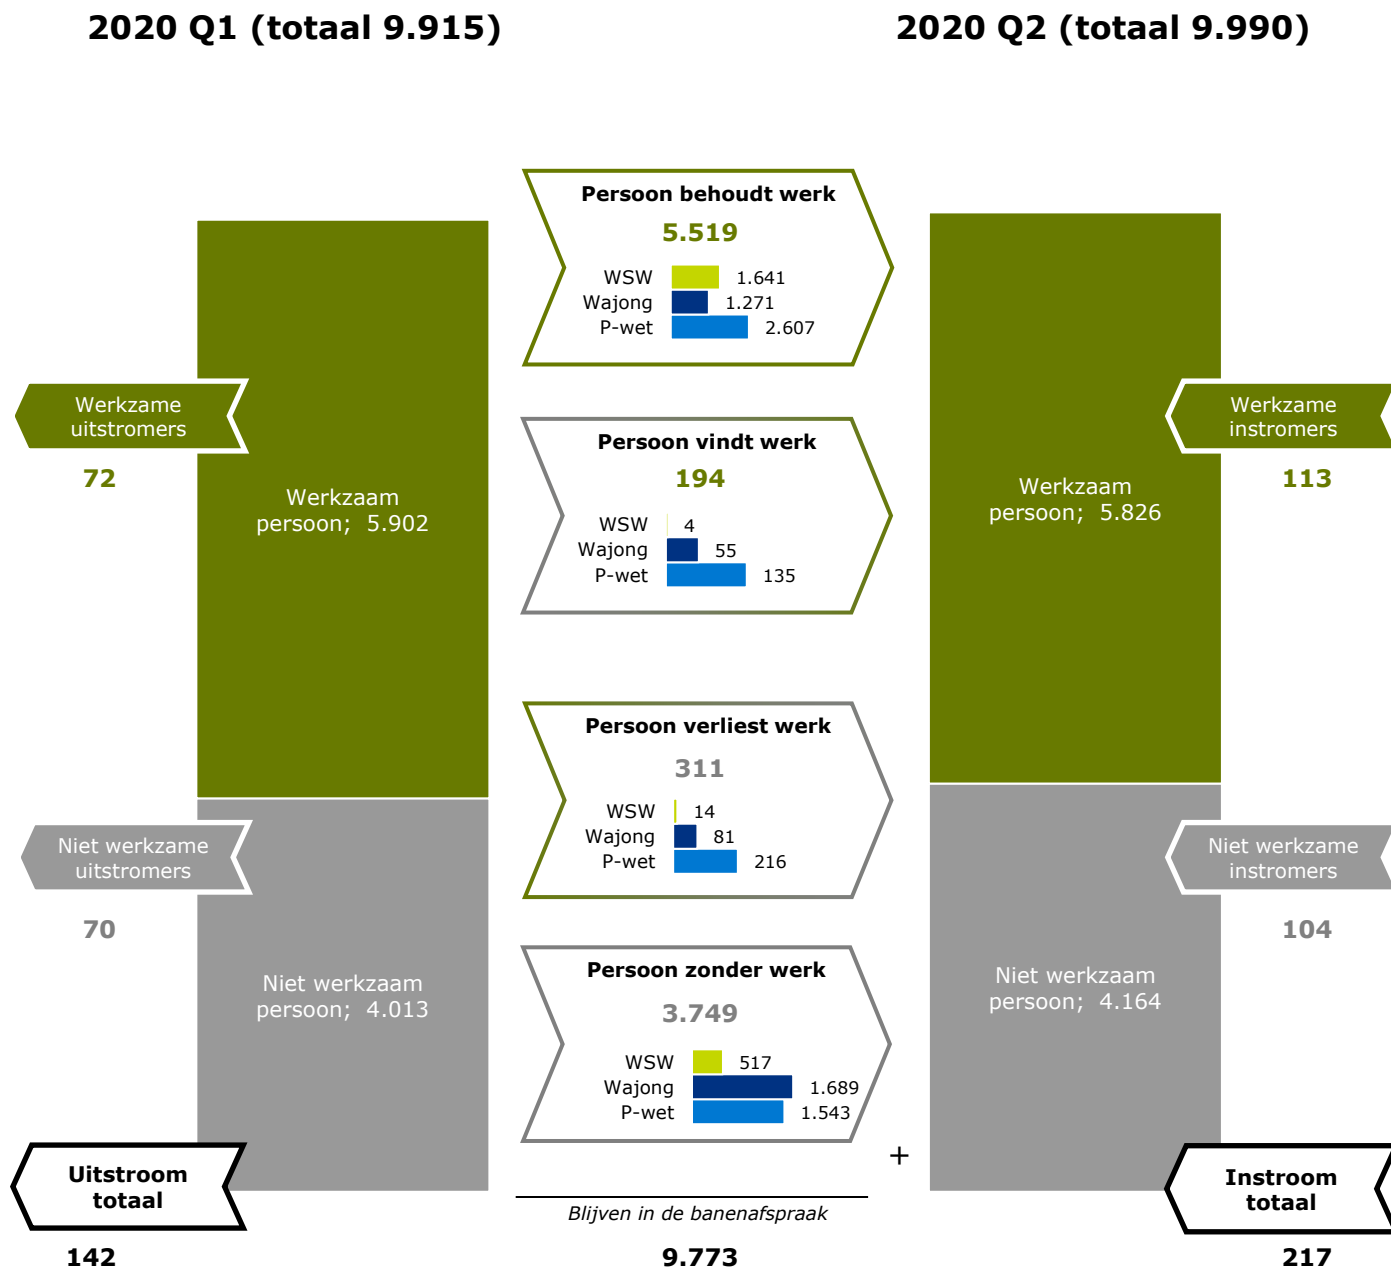 2020 Q1 (totaal 9.915)
2020 Q2 (totaal 9.990)
Persoon behoudt werk
5.519
WSW 1.641
Wajong 1.271
P-wet 2.607
Werkzame
uitstromers
72
Werkzaam
persoon; 5.902
Persoon vindt werk
194
WSW 4
Wajong 55
P-wet 135
Werkzaam
persoon; 5.826
Werkzame
instromers
113
Persoon verliest werk
311
WSW 14
Wajong 81
P-wet 216
Niet werkzame
uitstromers
70
Niet werkzaam
persoon; 4.013
Persoon zonder werk
3.749
WSW 517
Wajong 1.689
P-wet 1.543
Niet werkzaam
persoon; 4.164
Niet werkzame
instromers
104
+
Uitstroom
totaal
142
Blijven in de banenafspraak
9.773
Instroom
totaal
217